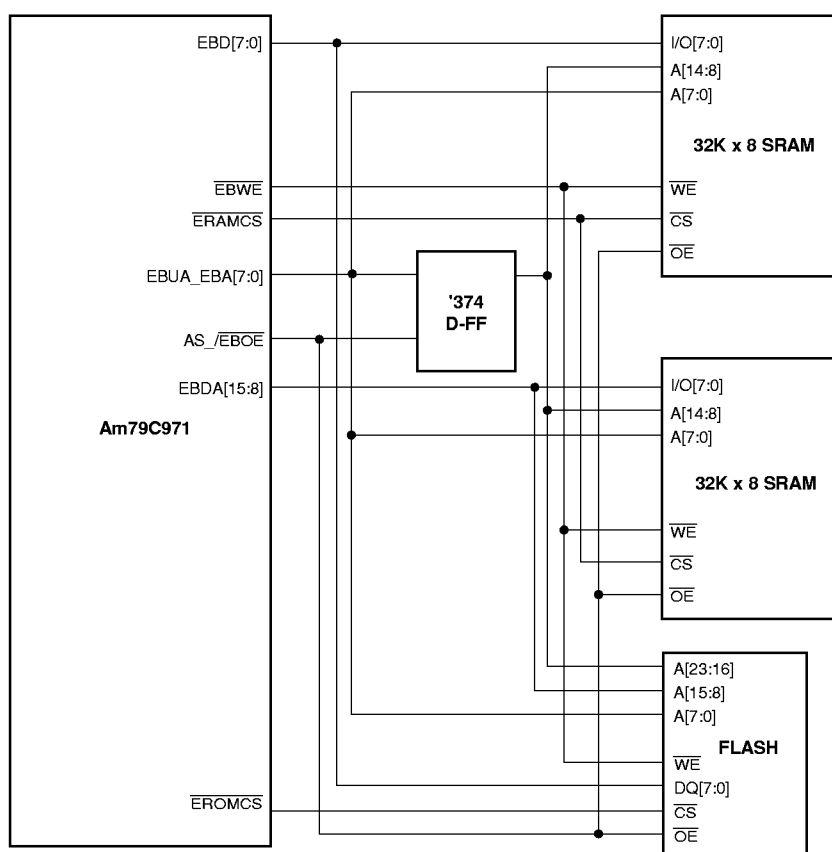 EBD[7:0]
EBWE
ERAMCS
EBUA_EBA[7:0]
AS_/EBOE
EBDA[15:8]
Am79C971
EROMCS
'374
D-FF
I/O[7:0]
A[14:8]
A[7:0]
32K x 8 SRAM
WE
CS
OE
I/O[7:0]
A[14:8]
A[7:0]
32K x 8 SRAM
WE
CS
OE
A[23:16]
A[15:8]
A[7:0]
FLASH
WE
DQ[7:0]
CS
OE